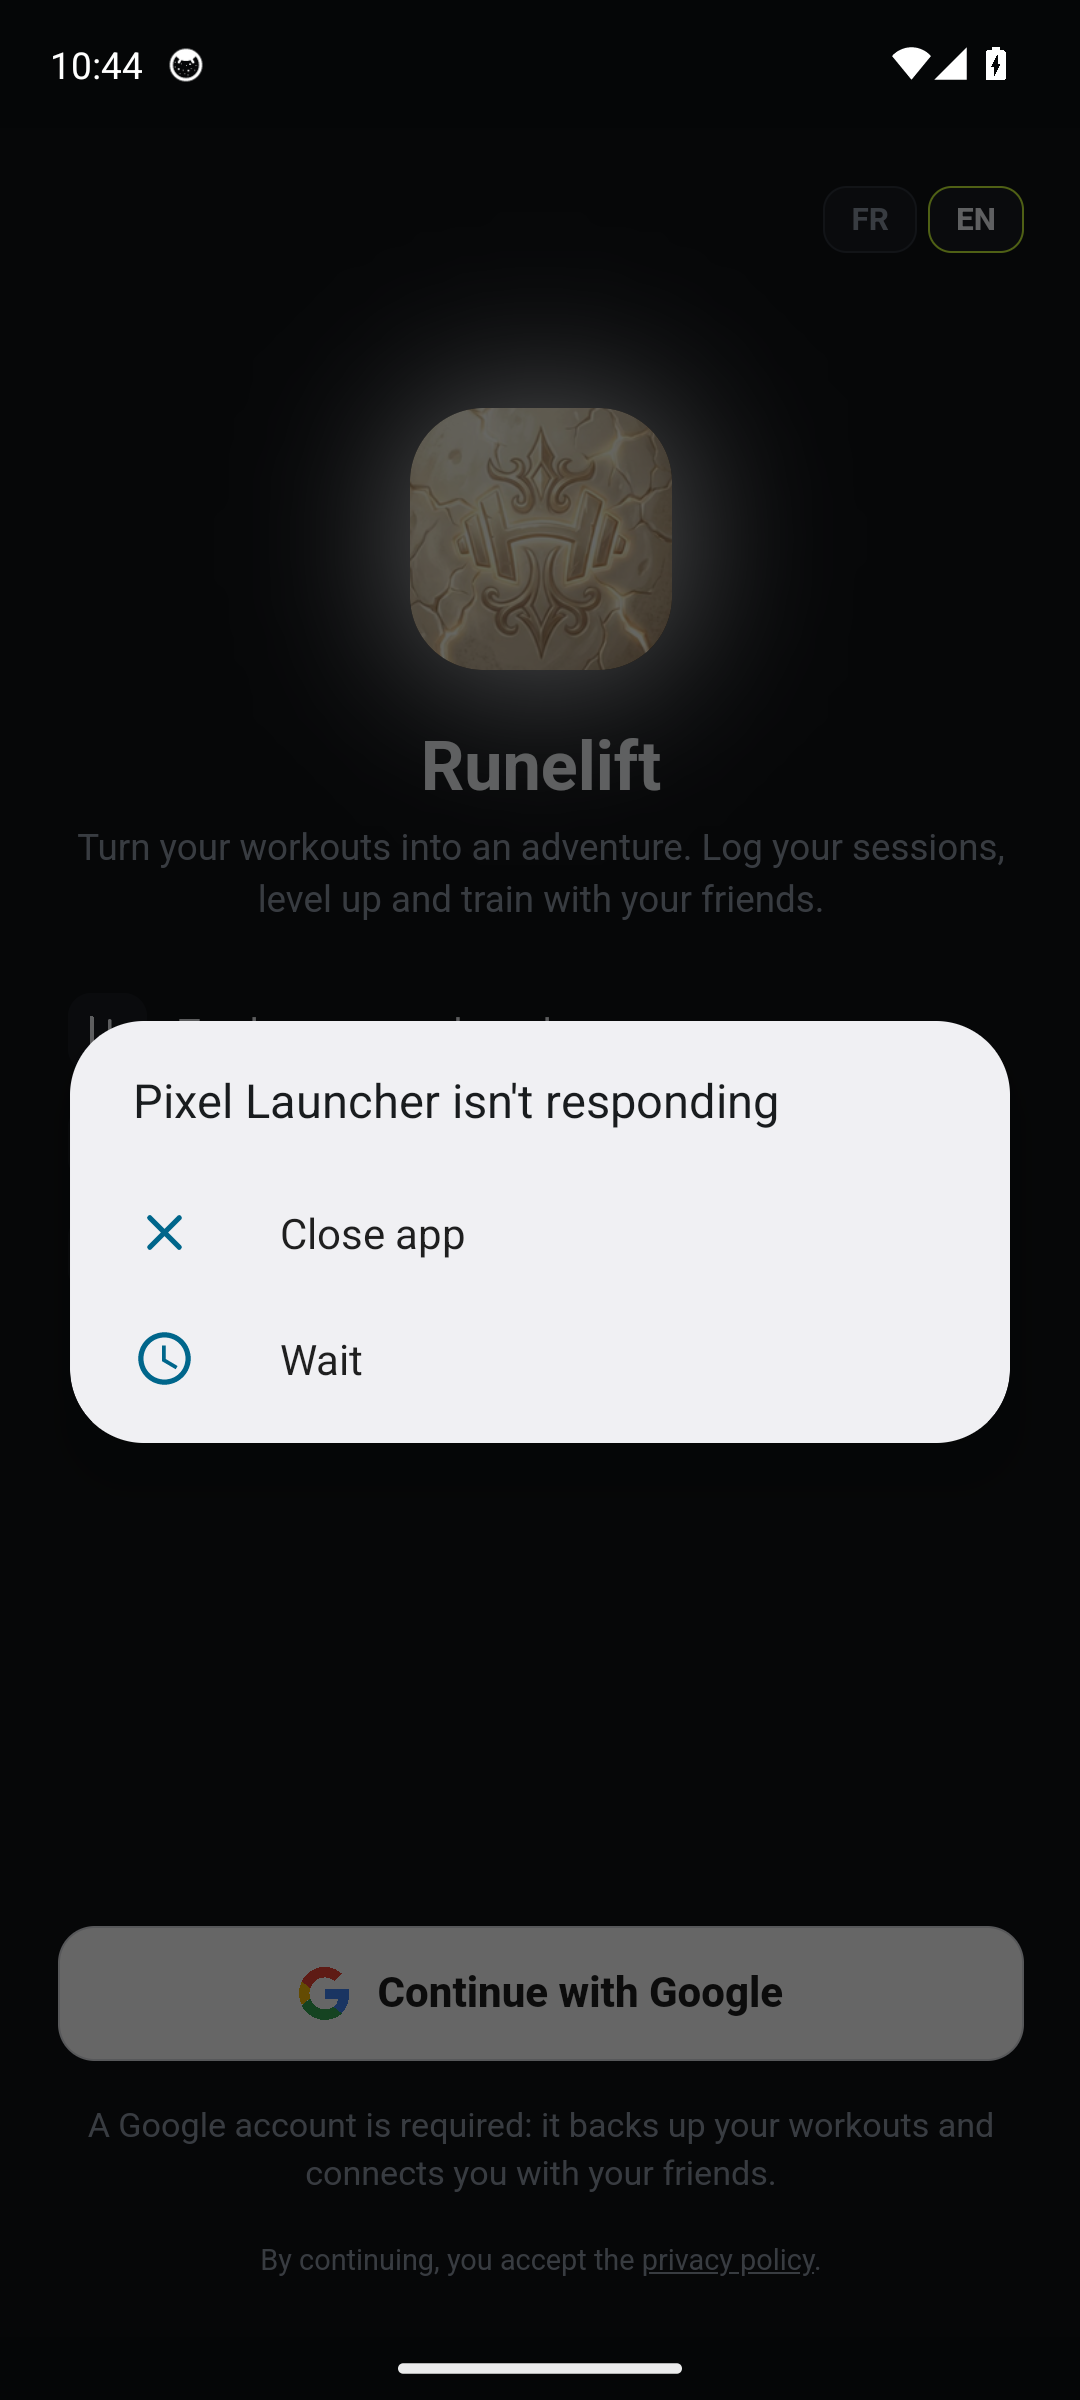 10:44
FR
EN
Runelift
Turn your workouts into an adventure. Log your sessions,
level up and train with your friends.
Pixel Launcher isn't responding
Close app
Wait
Continue with Google
A Google account is required: it backs up your workouts and
connects you with your friends.
By continuing, you accept the privacy policy.